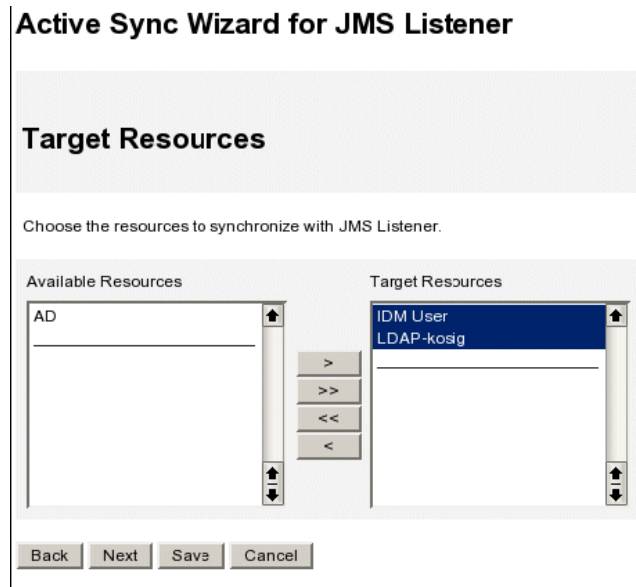 Active Sync Wizard for JMS Listener
Target Resources
Choose the resources to synchronize with JMS Listener.
Available Resources
Target Resources
AD
IDM User
LDAP-kosig
>
>>
<<
<
Back
Next
Save
Cancel